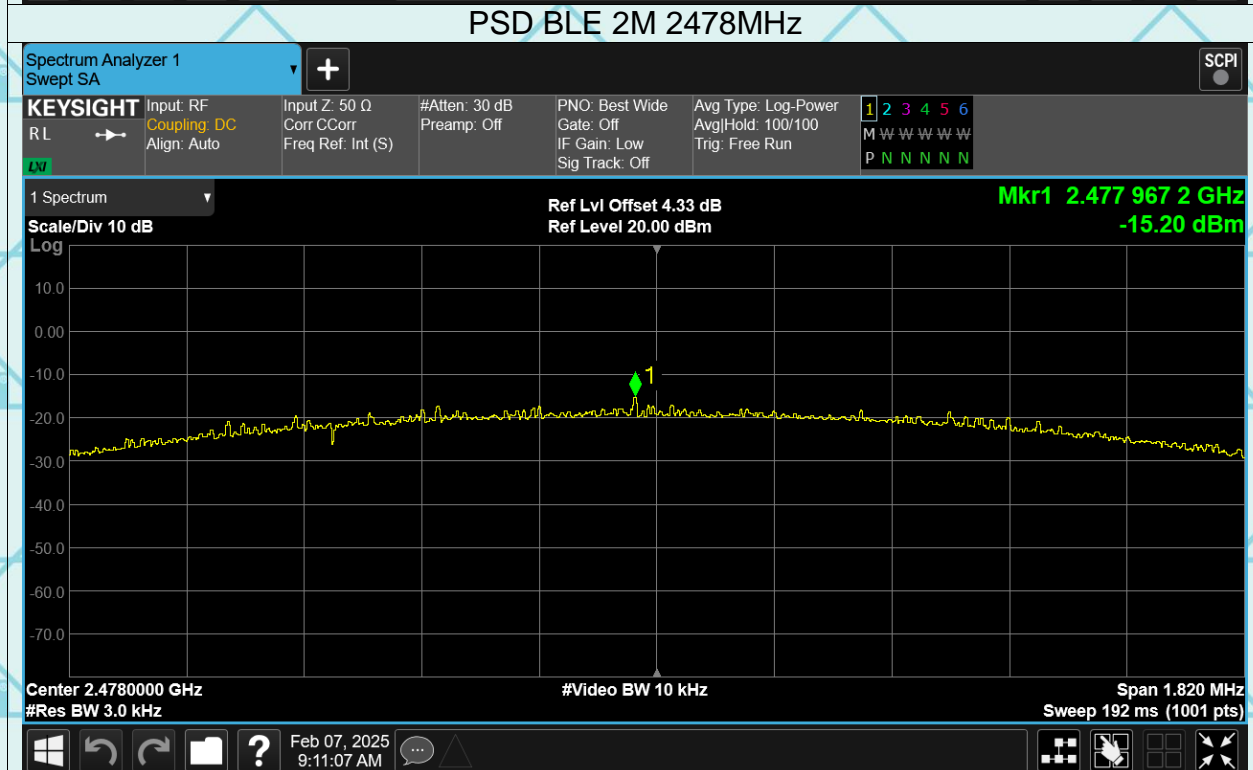 PSD BLE 2M 2478MHz
Spectrum Analyzer 1
Swept SA
▼
+
SCPI
KEYSIGHT
RL
LXI
Input: RF
Coupling: DC
Align: Auto
Input Z: 50 Ω
Corr CCorr
Freq Ref: Int (S)
#Atten: 30 dB
Preamp: Off
PNO: Best Wide
Gate: Off
IF Gain: Low
Sig Track: Off
Avg Type: Log-Power
Avg|Hold: 100/100
Trig: Free Run
1 2 3 4 5 6
M W W W W W
P N N N N N
1 Spectrum ▼
Scale/Div 10 dB
Ref Lvl Offset 4.33 dB
Ref Level 20.00 dBm
Mkr1 2.477 967 2 GHz
-15.20 dBm
Log
10.0
0.00
-10.0
-20.0
-30.0
-40.0
-50.0
-60.0
-70.0
1
Center 2.4780000 GHz
#Video BW 10 kHz
Span 1.820 MHz
#Res BW 3.0 kHz
Sweep 192 ms (1001 pts)
?
Feb 07, 2025
9:11:07 AM